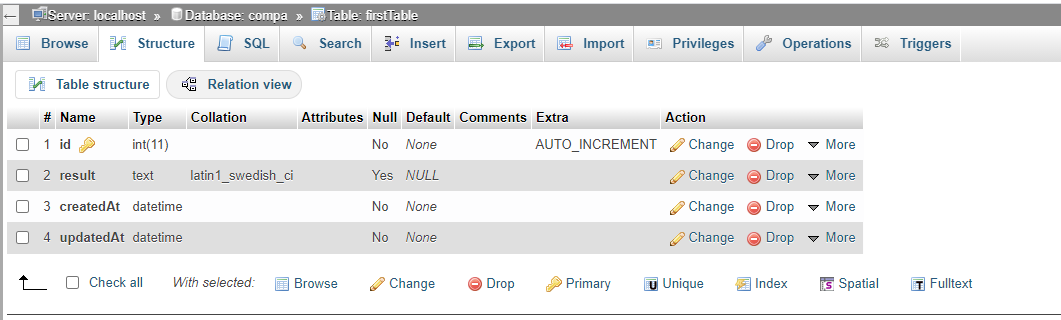 Server: localhost » Database: compa » Table: firstTable
Browse Structure SQL Search Insert Export Import Privileges Operations Triggers
Table structure Relation view
# Name Type Collation Attributes Null Default Comments Extra Action
1 id int(11) No None AUTO_INCREMENT Change Drop More
2 result text latin1_swedish_ci Yes NULL Change Drop More
3 createdAt datetime No None Change Drop More
4 updatedAt datetime No None Change Drop More
Check all With selected: Browse Change Drop Primary Unique Index Spatial Fulltext